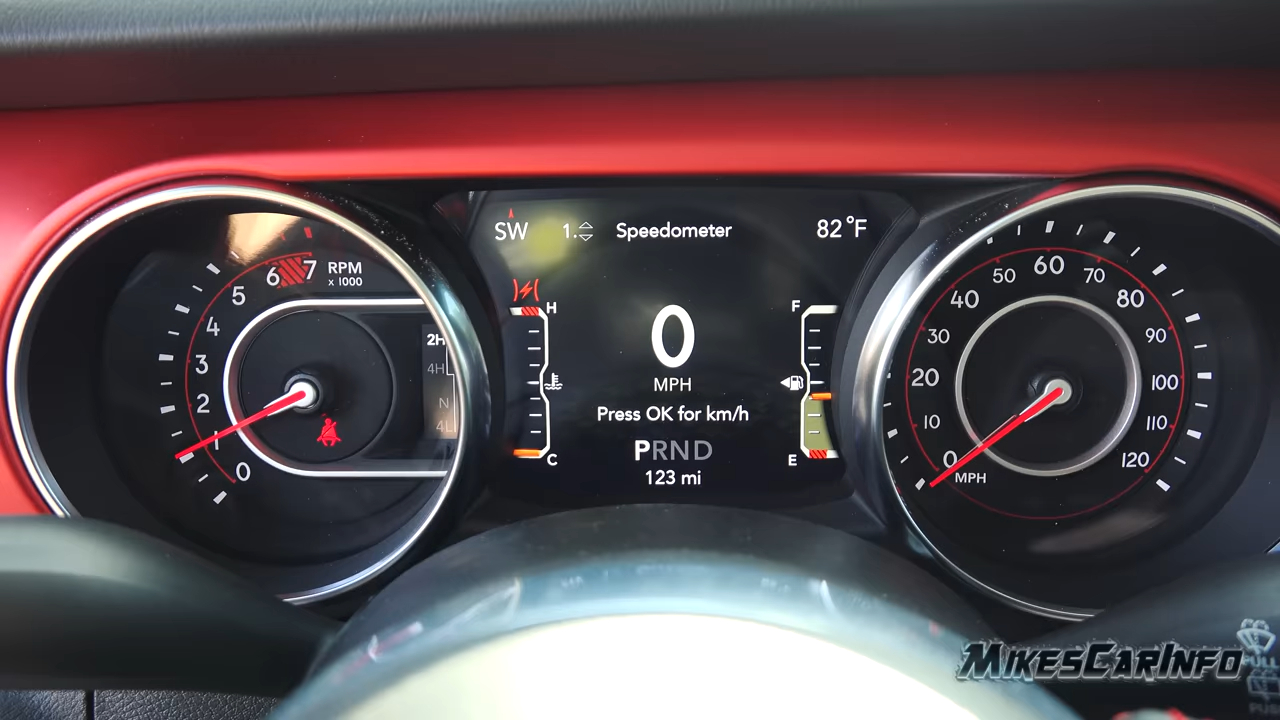 SW 1. Speedometer 82°F
0
MPH
Press OK for km/h
PRND
123 mi
H
C
F
E
RPM
x 1000
0 1 2 3 4 5 6 7
2H
4H
N
4L
0 10 20 30 40 50 60 70 80 90 100 110 120
MPH
MIKESCARINFO
PULL
PUSH